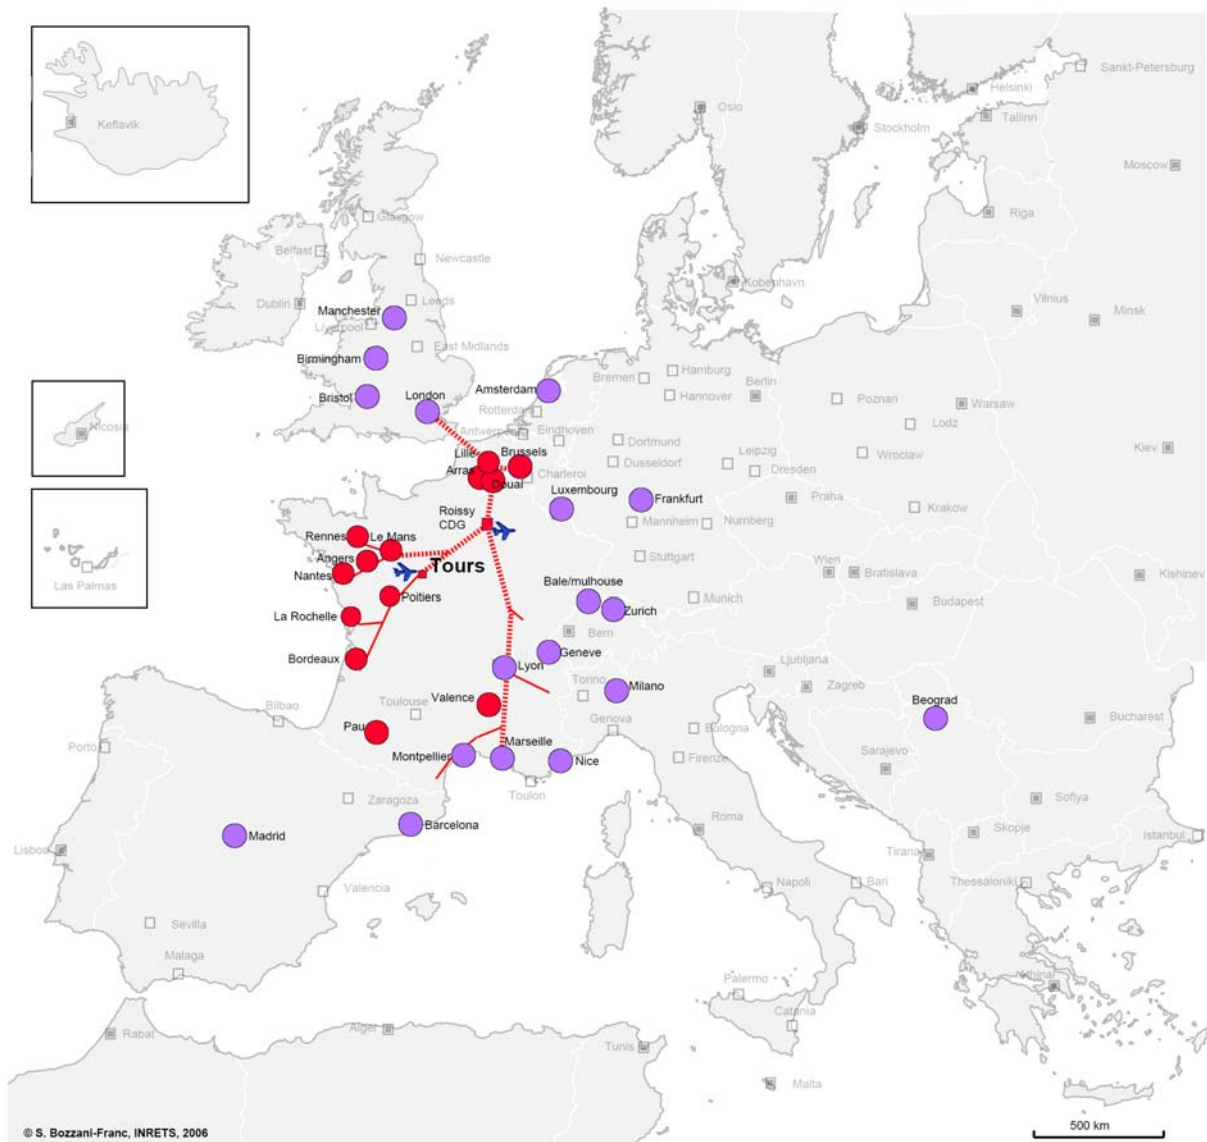 Sankt-Petersburg
Helsinki
Oslo
Tallinn
Keflavik
Stockholm
Moscow
Riga
Glasgow
Belfast
Newcastle
Kobenhavn
Dublin
Leeds
Manchester
Vilnius
Liverpool
Minsk
East Midlands
Birmingham
Hamburg
Bremen
Berlin
Amsterdam
Hannover
Bristol
London
Poznan
Warsaw
Rotterdam
Nicosia
Lodz
Antwerpen
Eindhoven
Dortmund
Kiev
Lille
Brussels
Leipzig
Wroclaw
Dusseldorf
Arras
Charleroi
Dresden
Douai
Luxembourg
Frankfurt
Praha
Krakow
Roissy
CDG
Mannheim
Nurnberg
Rennes
Le Mans
Stuttgart
Angers
Tours
Wien
Bratislava
Nantes
Kishinev
Las Palmas
Bale/mulhouse
Poitiers
Munich
Budapest
Zurich
La Rochelle
Bern
Geneve
Bordeaux
Lyon
Ljubljana
Milano
Torino
Zagreb
Valence
Toulouse
Beograd
Bilbao
Genova
Bucharest
Pau
Bologna
Porto
Marseille
Montpellier
Firenze
Nice
Sarajevo
Toulon
Zaragoza
Sofiya
Barcelona
Roma
Skopje
Madrid
Istanbul
Lisboa
Tirana
Valencia
Napoli
Bari
Thessaloniki
Sevilla
Malaga
Palermo
Athinai
Catania
Rabat
Alger
Tunis
Malta
500 km
© S. Bozzani-Franc, INRETS, 2006